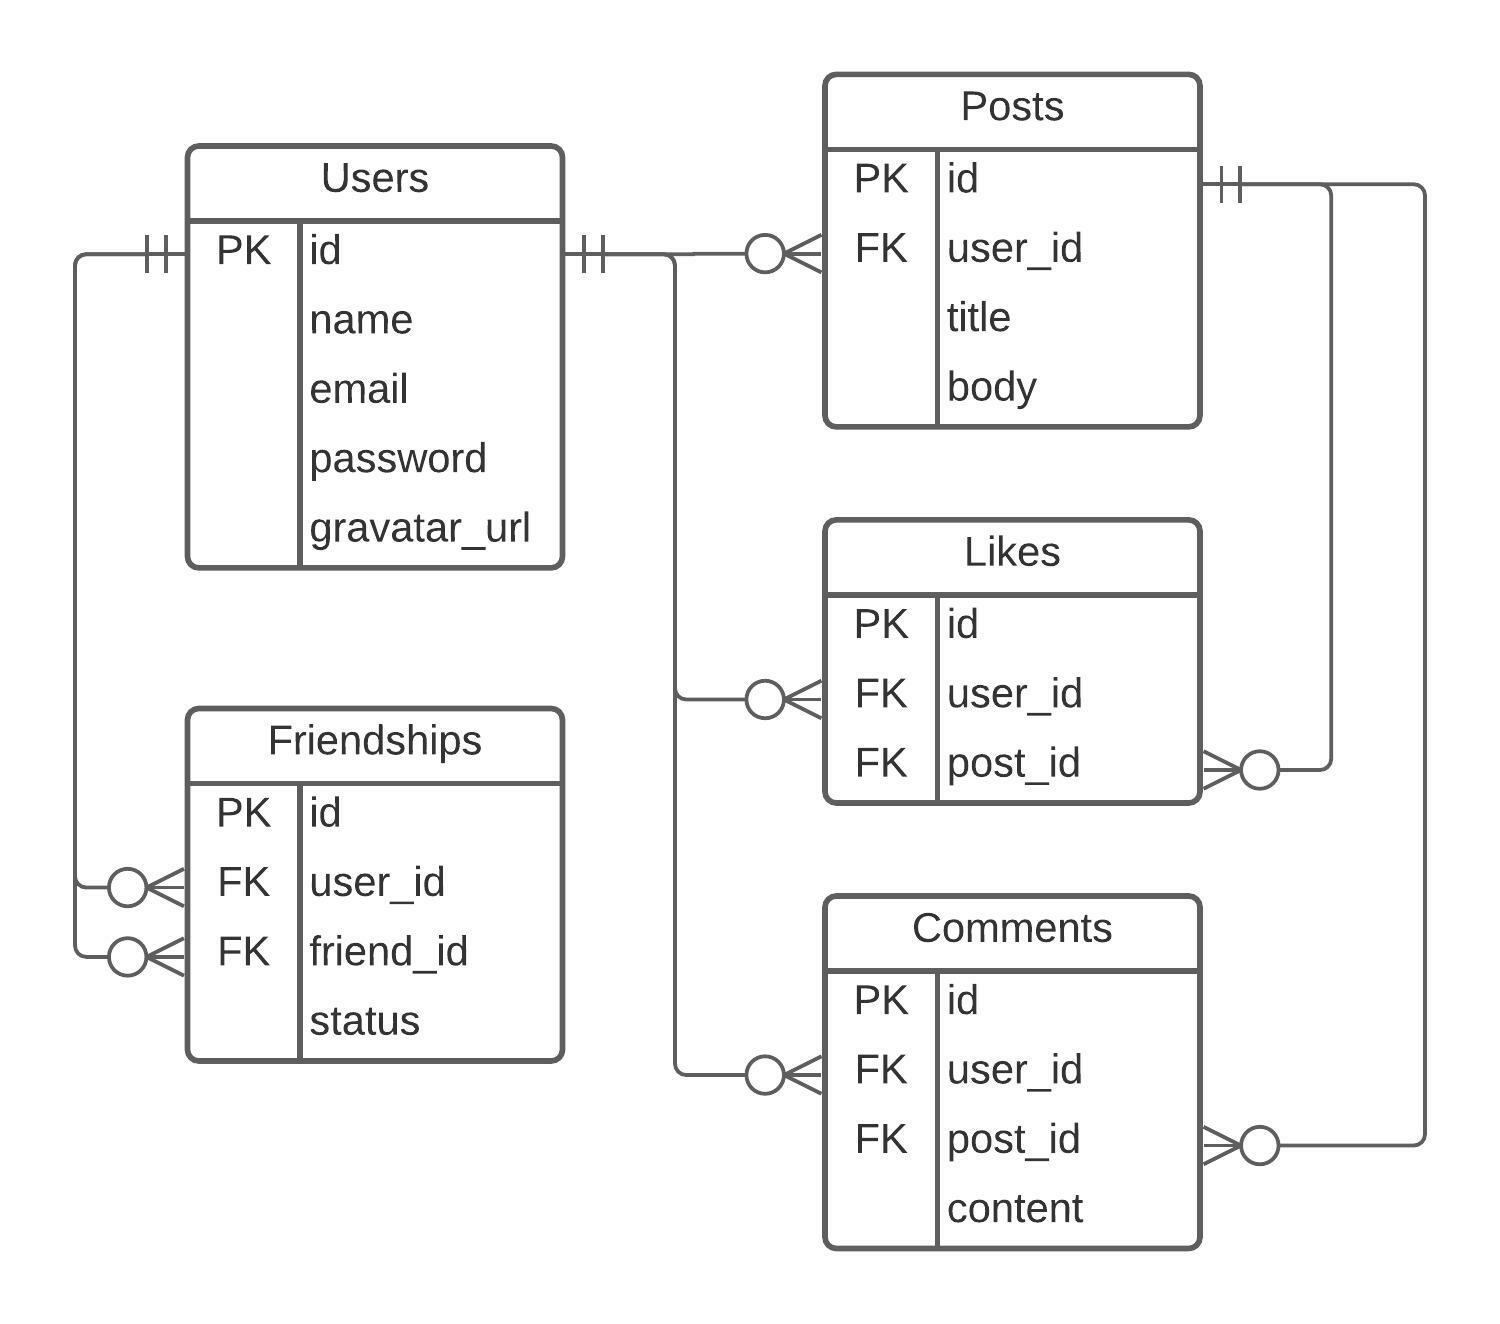 Users
PK id
name
email
password
gravatar_url
Friendships
PK id
FK user_id
FK friend_id
status
Posts
PK id
FK user_id
title
body
Likes
PK id
FK user_id
FK post_id
Comments
PK id
FK user_id
FK post_id
content